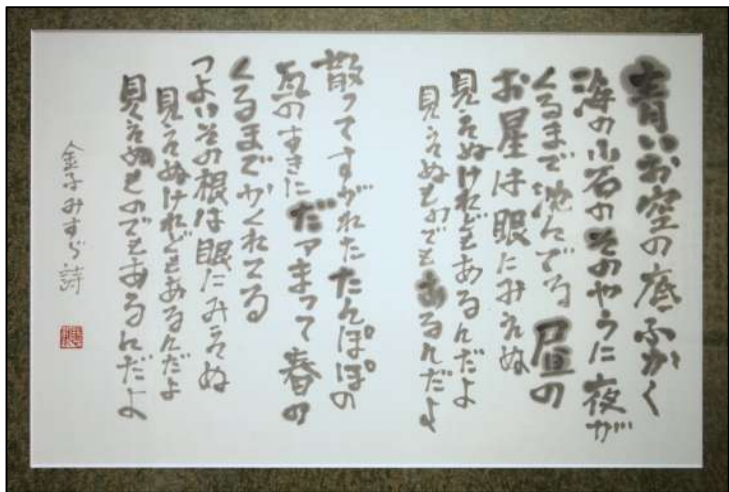 青いお空の底ふかく
海の小石のそのやうに夜が
くるまで沈んでる昼の
お星は眼にみえぬ
見えぬけれどもあるんだよ
見えぬものでもあるんだよ
散つてすがれたたんぽぽの
瓦のすきにだァまつて春の
くるまでかくれてる
つよいその根は眼にみえぬ
見えぬけれどもあるんだよ
見えぬものでもあるんだよ
金子みすゞ詩